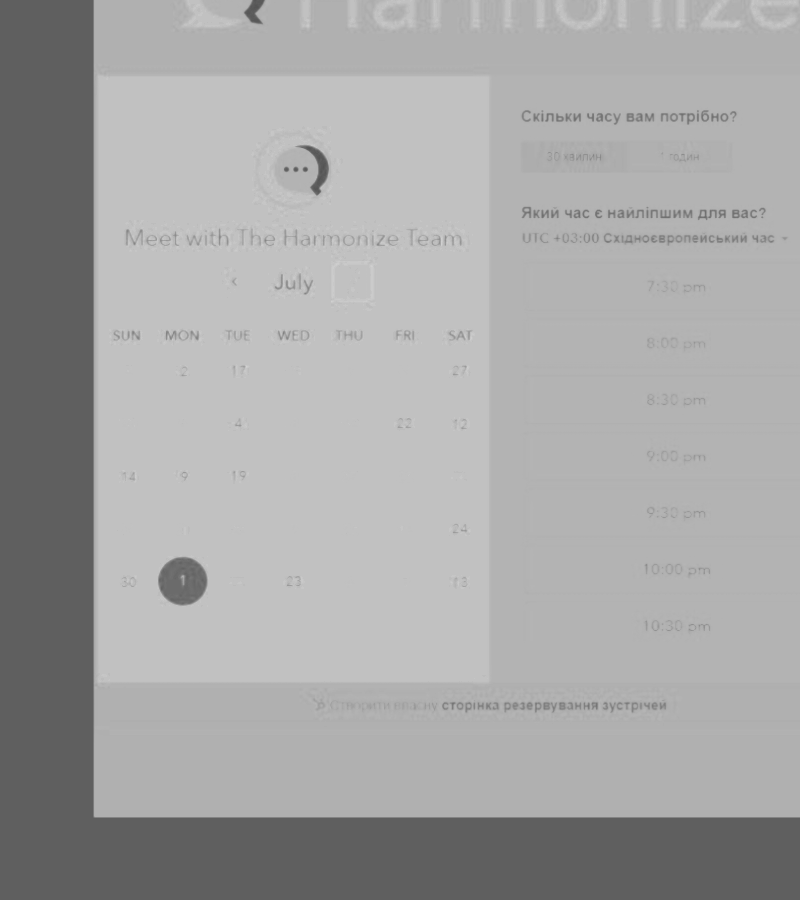 Harmonize
Meet with The Harmonize Team
July
SUN MON TUE WED THU FRI SAT
2 17 27
4 22 12
14 9 19
24
30 1 23 13
Скільки часу вам потрібно?
30 хвилин годин
Який час є найліпшим для вас?
UTC +03:00 Східноєвропейський час
7:30 pm
8:00 pm
8:30 pm
9:00 pm
9:30 pm
10:00 pm
10:30 pm
Створити власну сторінка резервування зустрічей